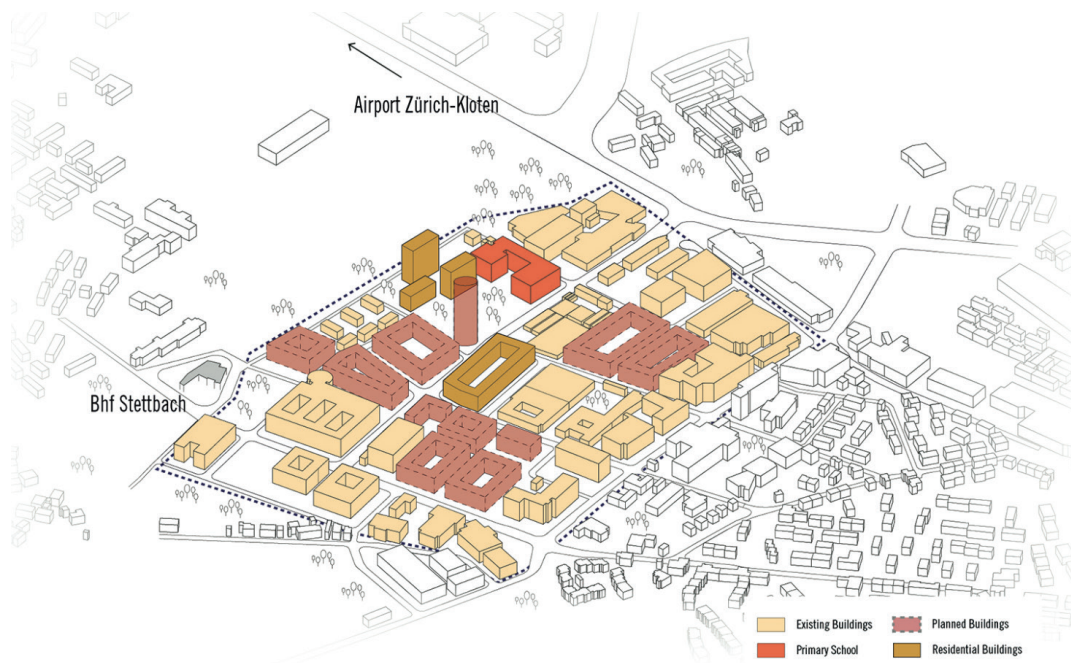 Airport Zürich-Kloten
Bhf Stettbach
Existing Buildings
Planned Buildings
Primary School
Residential Buildings